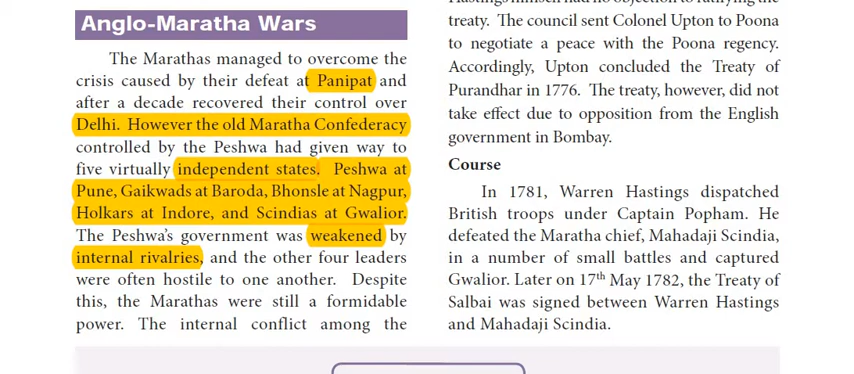 Anglo-Maratha Wars
The Marathas managed to overcome the
crisis caused by their defeat at Panipat and
after a decade recovered their control over
Delhi. However the old Maratha Confederacy
controlled by the Peshwa had given way to
five virtually independent states. Peshwa at
Pune, Gaikwads at Baroda, Bhonsle at Nagpur,
Holkars at Indore, and Scindias at Gwalior.
The Peshwa's government was weakened by
internal rivalries, and the other four leaders
were often hostile to one another. Despite
this, the Marathas were still a formidable
power. The internal conflict among the
treaty. The council sent Colonel Upton to Poona
to negotiate a peace with the Poona regency.
Accordingly, Upton concluded the Treaty of
Purandhar in 1776. The treaty, however, did not
take effect due to opposition from the English
government in Bombay.
Course
In 1781, Warren Hastings dispatched
British troops under Captain Popham. He
defeated the Maratha chief, Mahadaji Scindia,
in a number of small battles and captured
Gwalior. Later on 17th May 1782, the Treaty of
Salbai was signed between Warren Hastings
and Mahadaji Scindia.